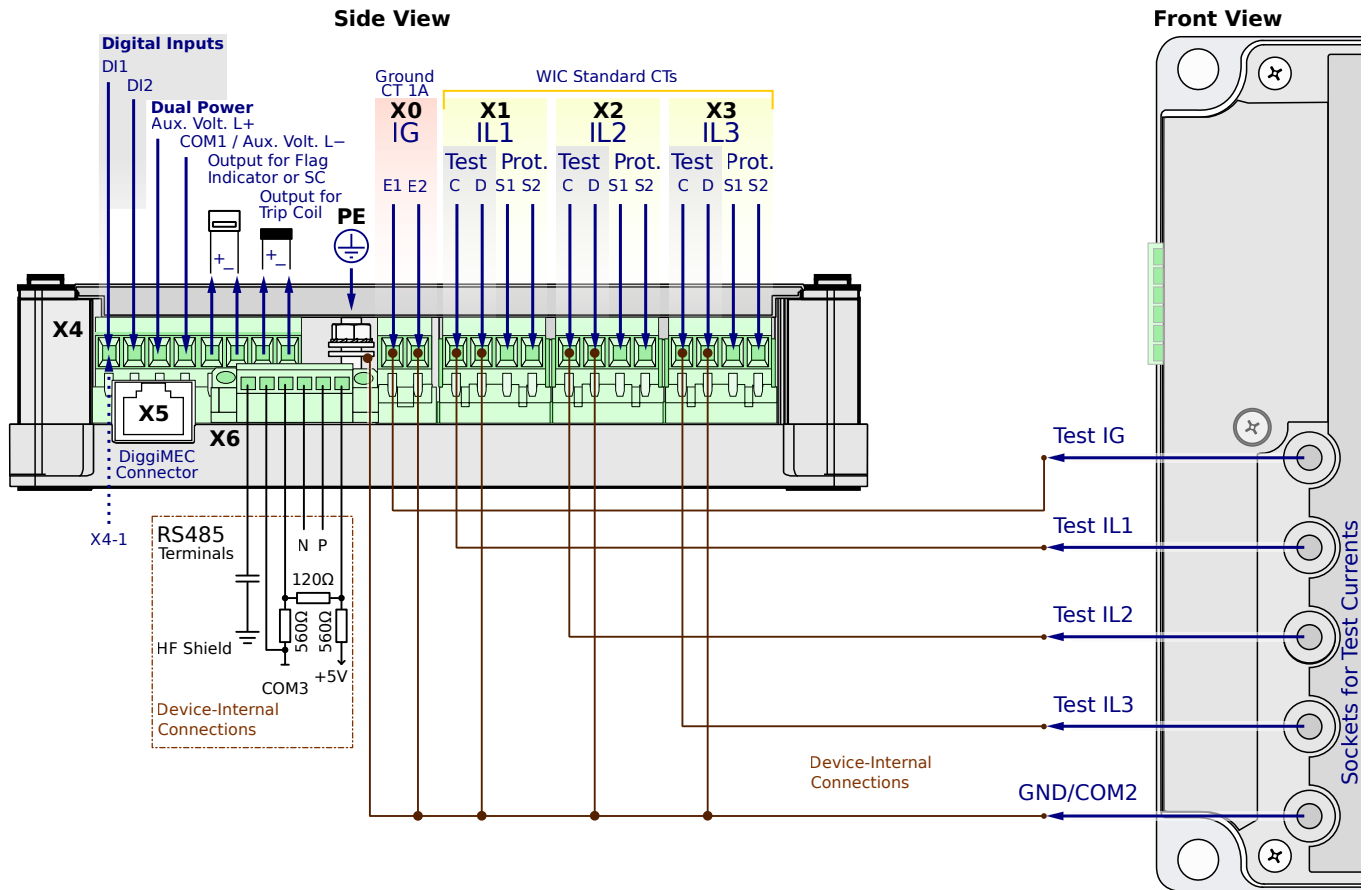 Side View
Front View
Digital Inputs
DI1
DI2
Dual Power
Aux. Volt. L+
COM1 / Aux. Volt. L−
Output for Flag
Indicator or SC
Output for
Trip Coil
+
−
+
−
PE
Ground
CT 1A
X0
IG
E1 E2
WIC Standard CTs
X1
IL1
Test Prot.
C D S1 S2
X2
IL2
Test Prot.
C D S1 S2
X3
IL3
Test Prot.
C D S1 S2
X4
X5
X6
DiggiMEC
Connector
X4-1
RS485
Terminals
N P
120Ω
560Ω
560Ω
HF Shield
+5V
COM3
Device-Internal
Connections
Test IG
Test IL1
Test IL2
Test IL3
GND/COM2
Device-Internal
Connections
Sockets for Test Currents